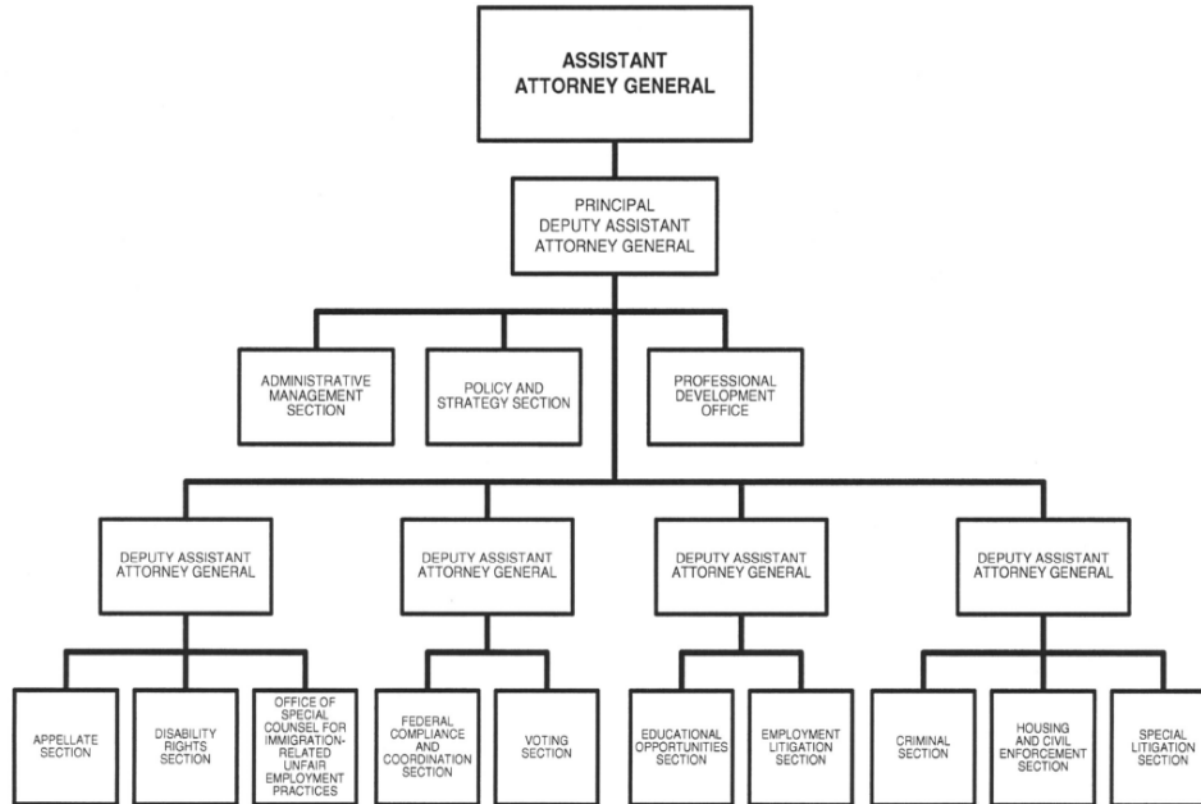 ASSISTANT
ATTORNEY GENERAL
PRINCIPAL
DEPUTY ASSISTANT
ATTORNEY GENERAL
ADMINISTRATIVE
MANAGEMENT
SECTION
POLICY AND
STRATEGY SECTION
PROFESSIONAL
DEVELOPMENT
OFFICE
DEPUTY ASSISTANT
ATTORNEY GENERAL
DEPUTY ASSISTANT
ATTORNEY GENERAL
DEPUTY ASSISTANT
ATTORNEY GENERAL
DEPUTY ASSISTANT
ATTORNEY GENERAL
APPELLATE
SECTION
DISABILITY
RIGHTS
SECTION
OFFICE OF
SPECIAL
COUNSEL FOR
IMMIGRATION-
RELATED
UNFAIR
EMPLOYMENT
PRACTICES
FEDERAL
COMPLIANCE
AND
COORDINATION
SECTION
VOTING
SECTION
EDUCATIONAL
OPPORTUNITIES
SECTION
EMPLOYMENT
LITIGATION
SECTION
CRIMINAL
SECTION
HOUSING
AND CIVIL
ENFORCEMENT
SECTION
SPECIAL
LITIGATION
SECTION